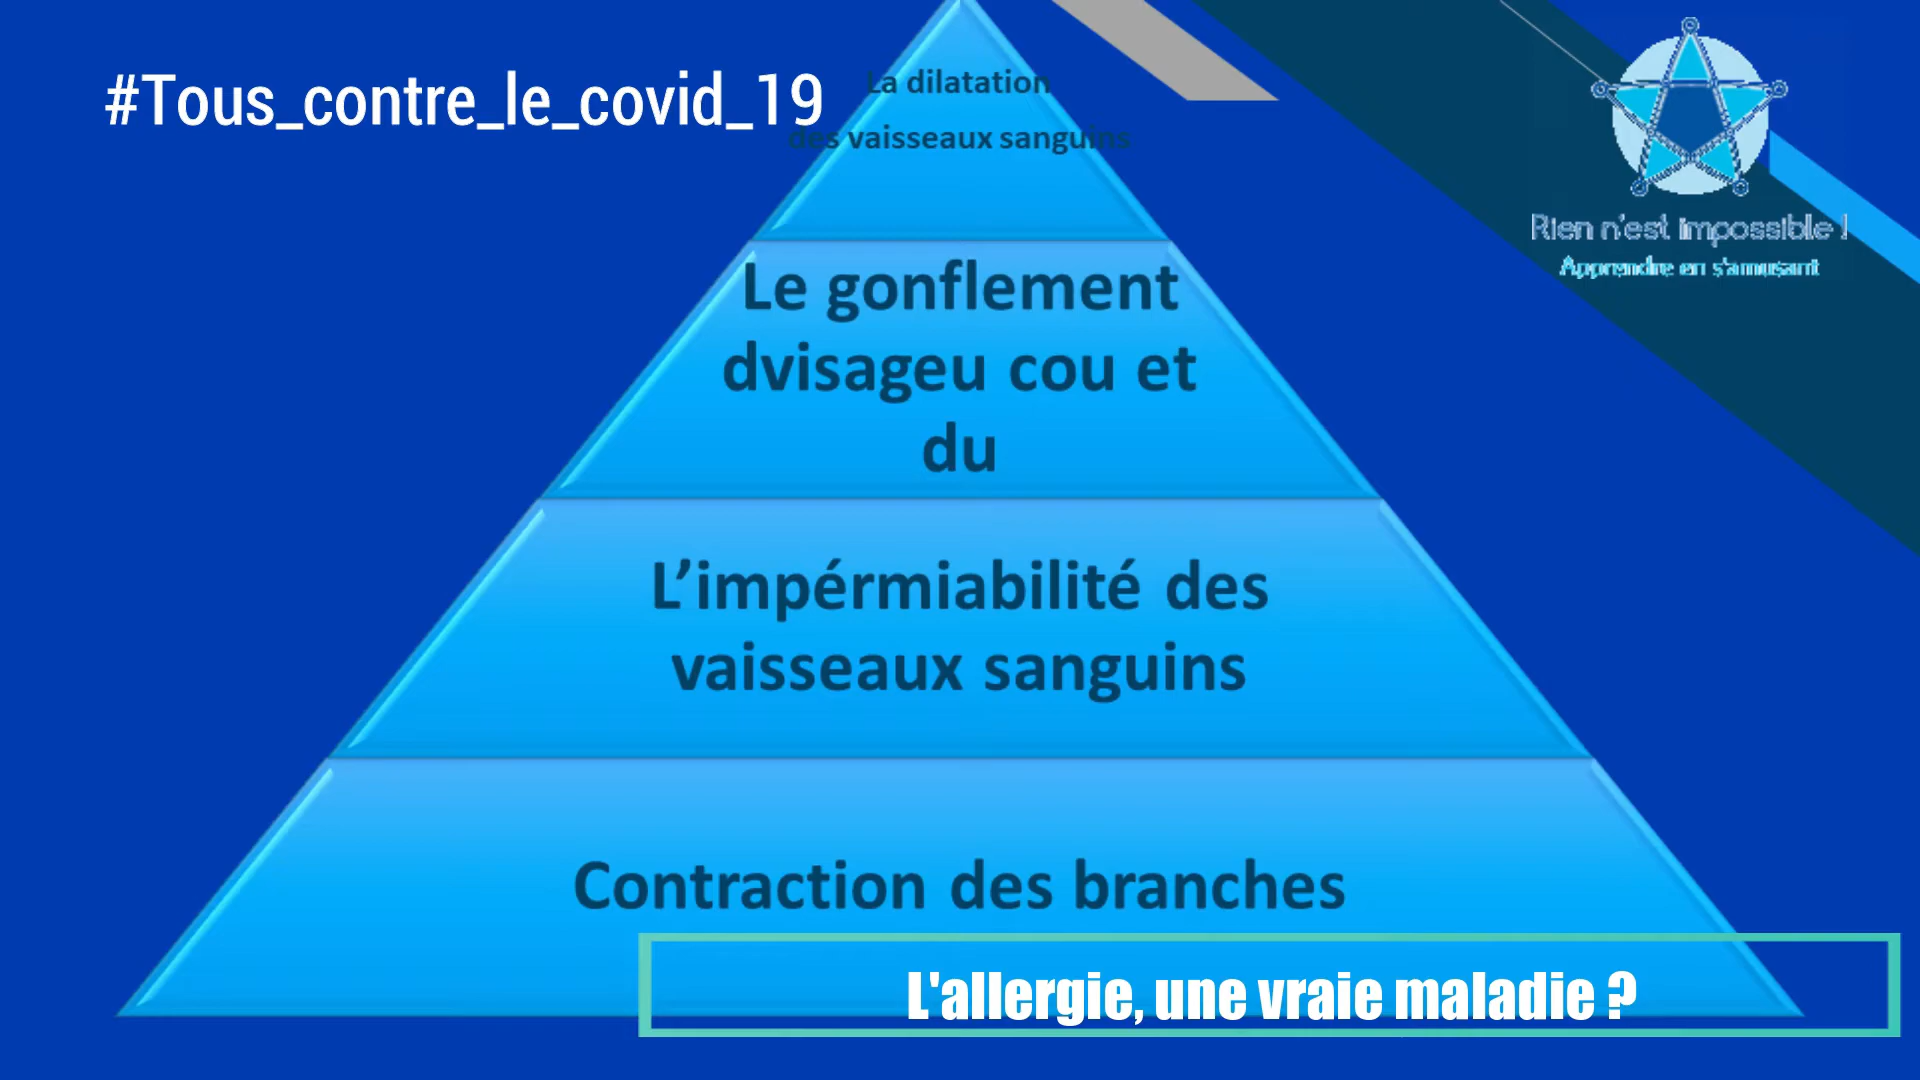 #Tous_contre_le_covid_19
La dilatation
des vaisseaux sanguins
Rien n'est impossible !
Apprendre en s'amusant
Le gonflement
dvisageu cou et
du
L’impérmiabilité des
vaisseaux sanguins
Contraction des branches
L'allergie, une vraie maladie ?